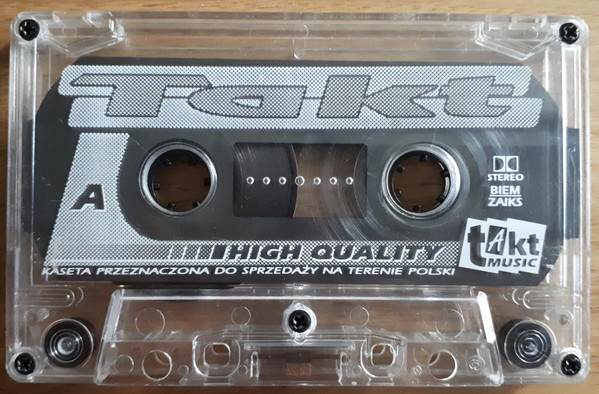 Takt
A
STEREO
BIEM
ZAIKS
HIGH QUALITY
takt
MUSIC
KASETA PRZEZNACZONA DO SPRZEDAŻY NA TERENIE POLSKI